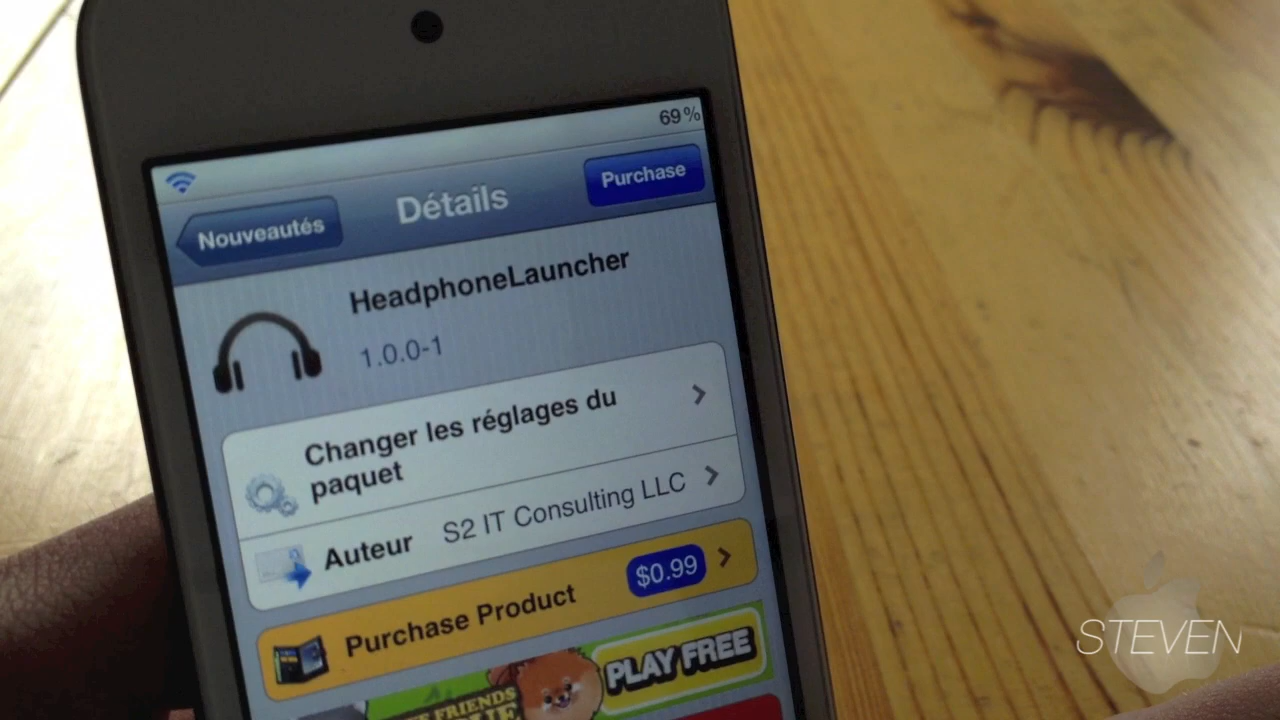 69%
Nouveautés
Détails
Purchase
HeadphoneLauncher
1.0.0-1
Changer les réglages du
paquet
Auteur S2 IT Consulting LLC
Purchase Product $0.99
PLAY FREE
FRIENDS
STEVEN